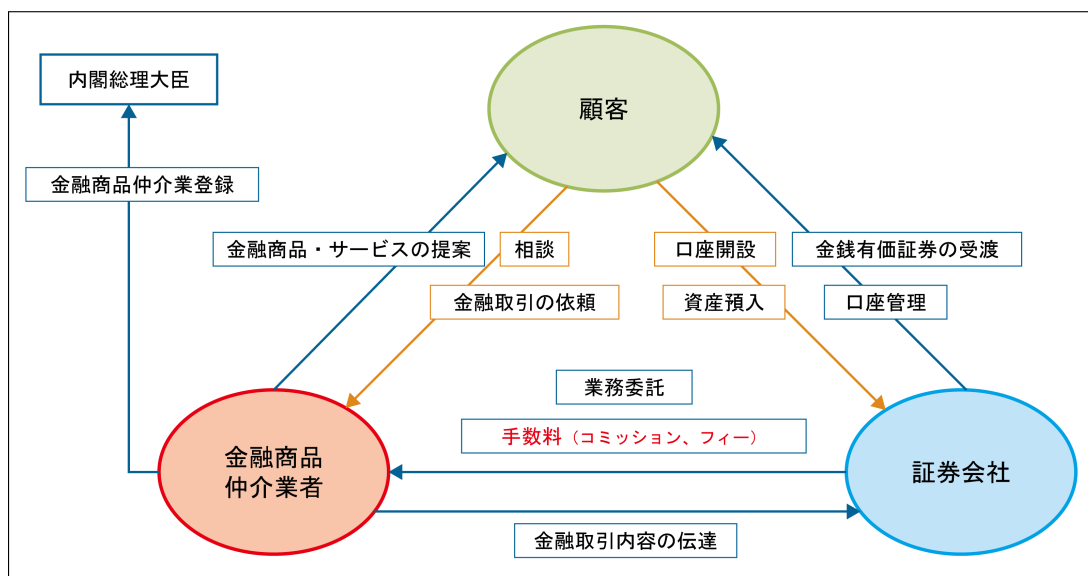 内閣総理大臣
顧客
金融商品仲介業登録
金融商品・サービスの提案
相談
口座開設
金銭有価証券の受渡
金融取引の依頼
資産預入
口座管理
業務委託
手数料（コミッション、フィー）
金融商品
仲介業者
証券会社
金融取引内容の伝達